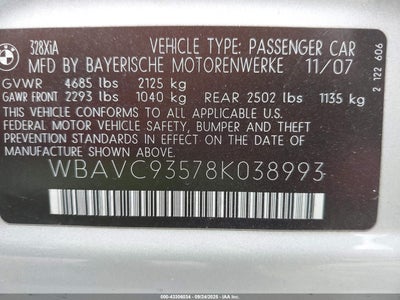 328XiA VEHICLE TYPE: PASSENGER CAR
MFD BY BAYERISCHE MOTORENWERKE 11/07
GVWR 4685 lbs 2125 kg
GAWR FRONT 2293 lbs 1040 kg REAR 2502 lbs 1135 kg
THIS VEHICLE CONFORMS TO ALL APPLICABLE U.S.
FEDERAL MOTOR VEHICLE SAFETY, BUMPER AND THEFT
PREVENTION STANDARDS IN EFFECT ON THE DATE OF
MANUFACTURE SHOWN ABOVE.
WBAVC93578K038993
2 122 606